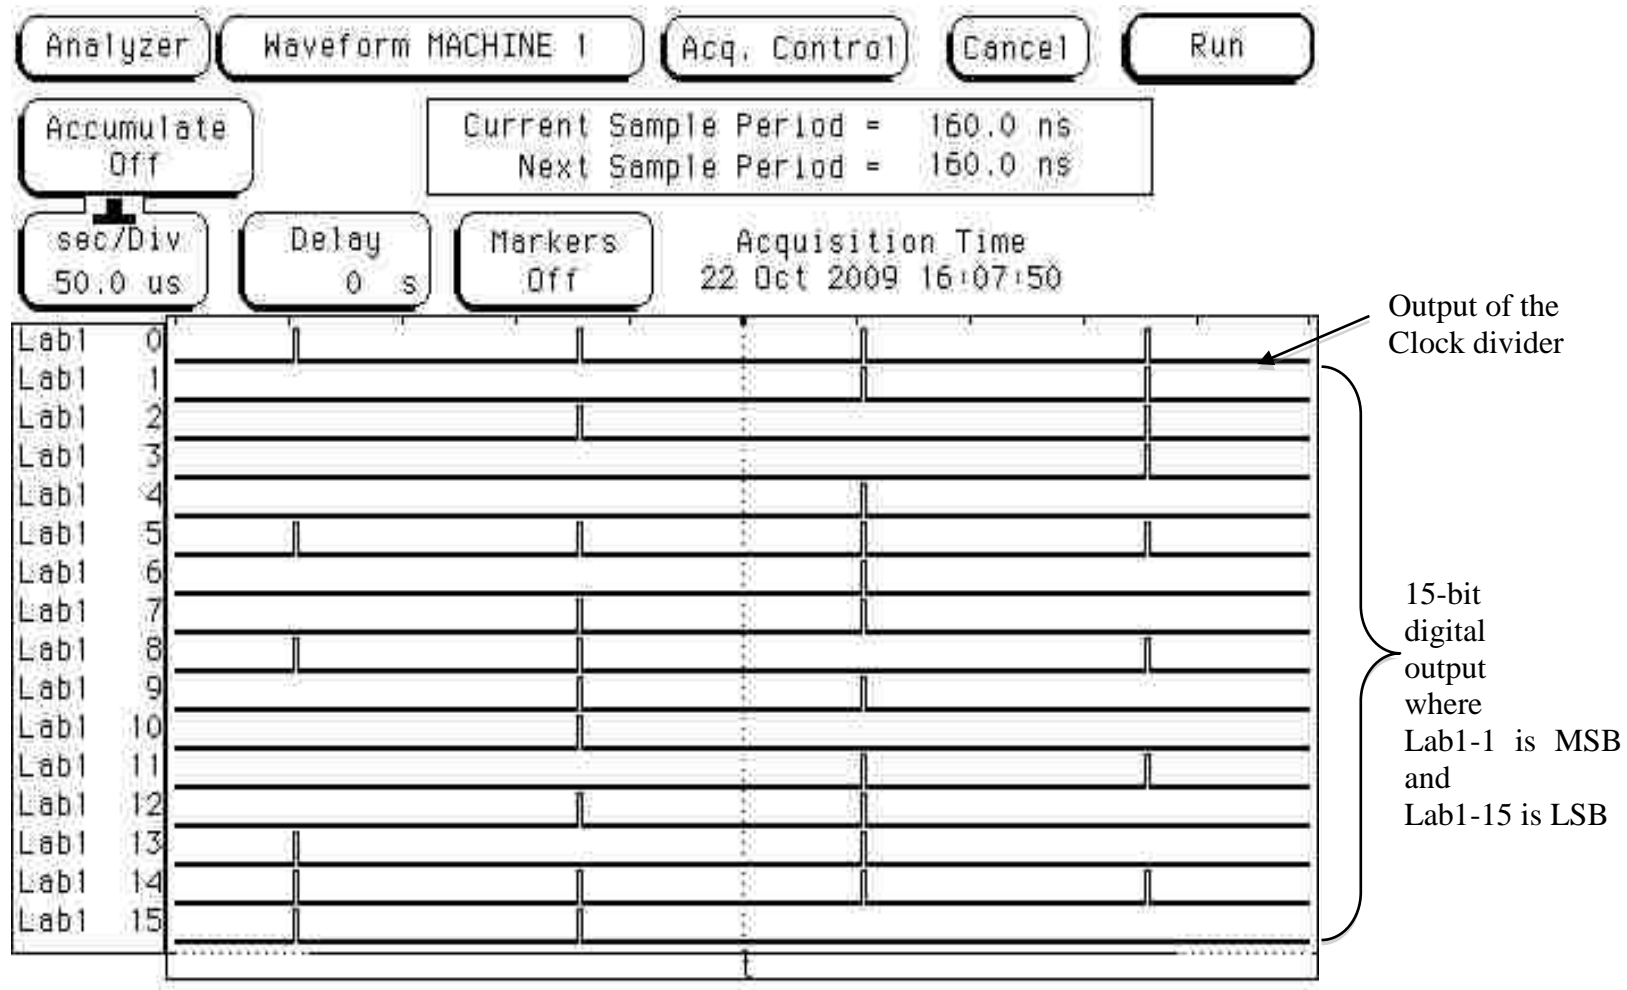 Analyzer Waveform MACHINE 1 Acq. Control Cancel Run
Accumulate
Off
Current Sample Period = 160.0 ns
Next Sample Period = 160.0 ns
sec/Div
50.0 us
Delay
0 s
Markers
Off
Acquisition Time
22 Oct 2009 16:07:50
Output of the
Clock divider
Lab1 0
Lab1 1
Lab1 2
Lab1 3
Lab1 4
Lab1 5
Lab1 6
Lab1 7
Lab1 8
Lab1 9
Lab1 10
Lab1 11
Lab1 12
Lab1 13
Lab1 14
Lab1 15
15-bit
digital
output
where
Lab1-1 is MSB
and
Lab1-15 is LSB